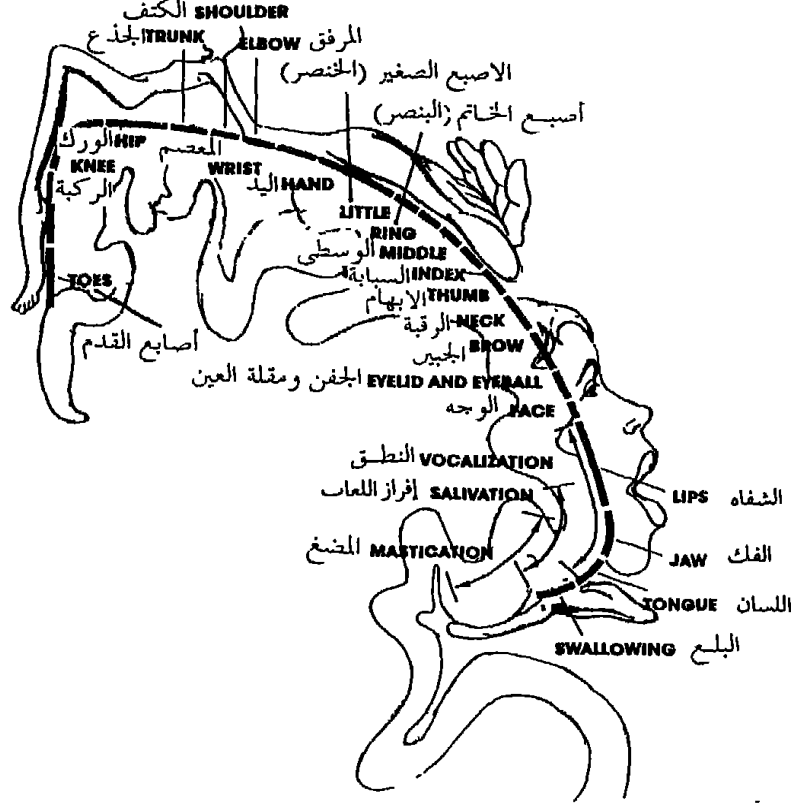 SHOULDER الكتف
TRUNK الجذع
ELBOW المرفق
الاصبع الصغير (الخنصر)
أصبع الخاتم (البنصر)
HIP الورك
المعصم
KNEE
WRIST
الركبة
HAND اليد
LITTLE
RING
MIDDLE الوسطى
INDEX السبابة
TOES
THUMB الابهام
NECK الرقبة
أصابع القدم
BROW الجبين
EYELID AND EYEBALL الجفن ومقلة العين
FACE الوجه
VOCALIZATION النطق
SALIVATION إفراز اللعاب
LIPS الشفاه
MASTICATION المضغ
JAW الفك
TONGUE اللسان
SWALLOWING البلع